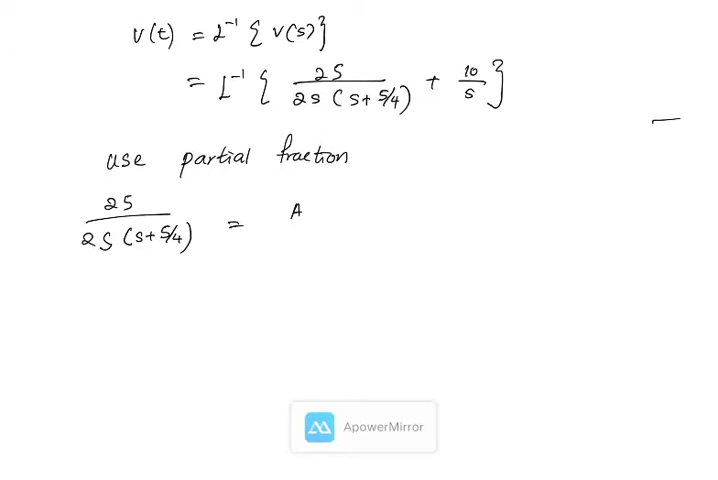 v(t) = L⁻¹ { V(s) }
= L⁻¹ { 25 / 2s (s + 5/4) + 10 / s }
use partial fraction
25 / 2s (s + 5/4) = A
ApowerMirror